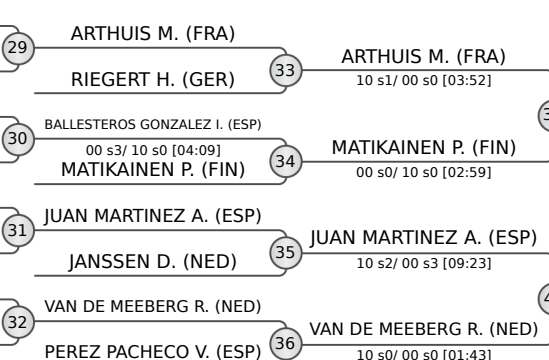 29
ARTHUIS M. (FRA)
RIEGERT H. (GER)
33
ARTHUIS M. (FRA)
10 s1/ 00 s0 [03:52]
30
BALLESTEROS GONZALEZ I. (ESP)
00 s3/ 10 s0 [04:09]
MATIKAINEN P. (FIN)
34
MATIKAINEN P. (FIN)
00 s0/ 10 s0 [02:59]
31
JUAN MARTINEZ A. (ESP)
JANSSEN D. (NED)
35
JUAN MARTINEZ A. (ESP)
10 s2/ 00 s3 [09:23]
32
VAN DE MEEBERG R. (NED)
PEREZ PACHECO V. (ESP)
36
VAN DE MEEBERG R. (NED)
10 s0/ 00 s0 [01:43]